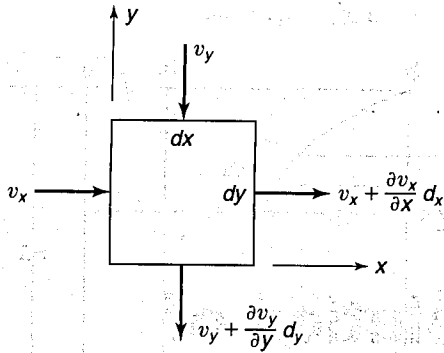 y
v_y
dx
v_x
dy
v_x + ∂v_x/∂x d_x
x
v_y + ∂v_y/∂y d_y